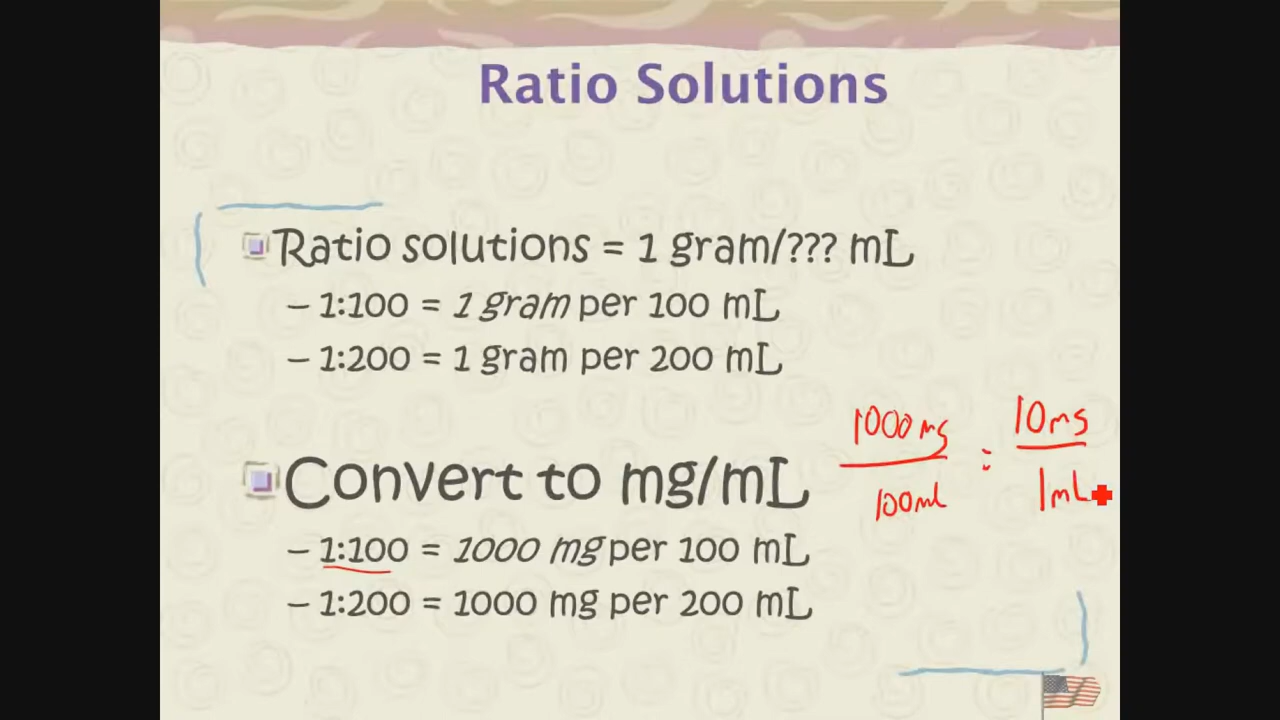 Ratio Solutions
Ratio solutions = 1 gram/??? mL
– 1:100 = 1 gram per 100 mL
– 1:200 = 1 gram per 200 mL
Convert to mg/mL
– 1:100 = 1000 mg per 100 mL
– 1:200 = 1000 mg per 200 mL
1000 mg
100 ml
:
10 mg
1 mL